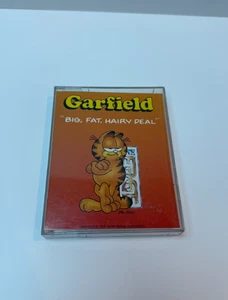 Garfield
"BIG, FAT, HAIRY DEAL"